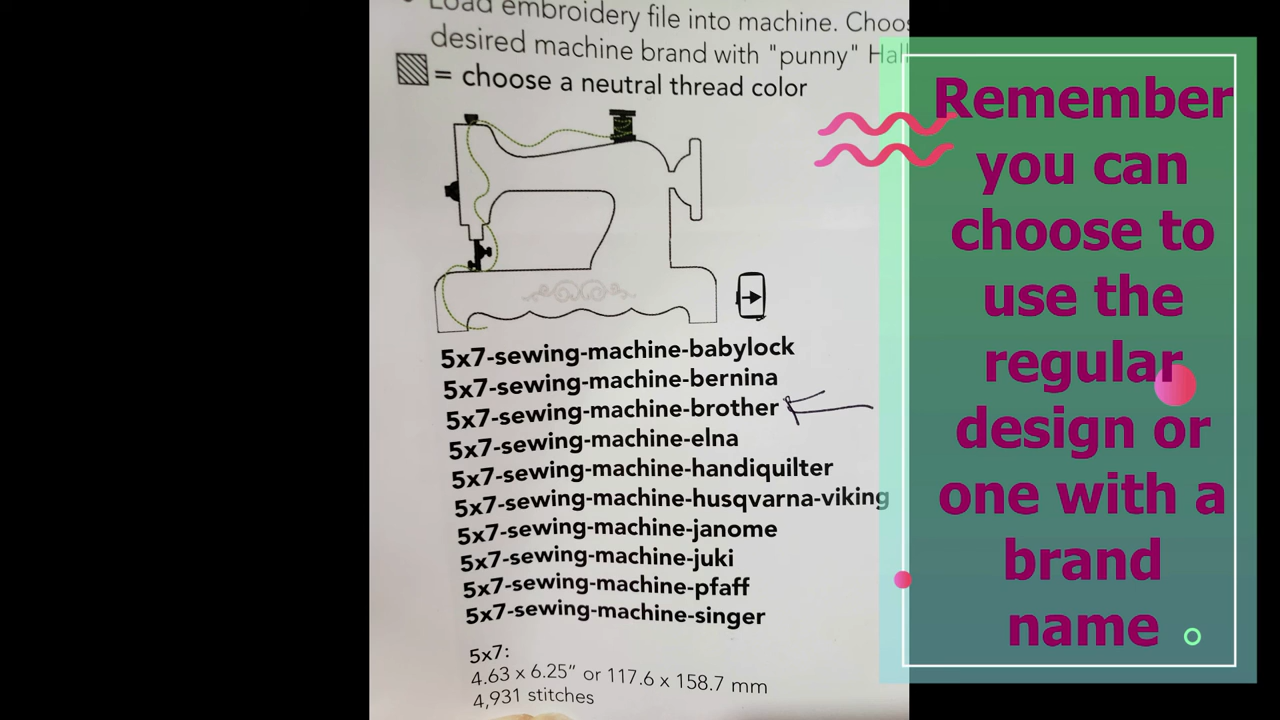 Load embroidery file into machine.
desired machine brand with "punny"
= choose a neutral thread color
5x7-sewing-machine-babylock
5x7-sewing-machine-bernina
5x7-sewing-machine-brother
5x7-sewing-machine-elna
5x7-sewing-machine-handiquilter
5x7-sewing-machine-husqvarna-viking
5x7-sewing-machine-janome
5x7-sewing-machine-juki
5x7-sewing-machine-pfaff
5x7-sewing-machine-singer
5x7:
4.63 x 6.25" or 117.6 x 158.7 mm
4,931 stitches
Remember
you can
choose to
use the
regular
design or
one with a
brand
name